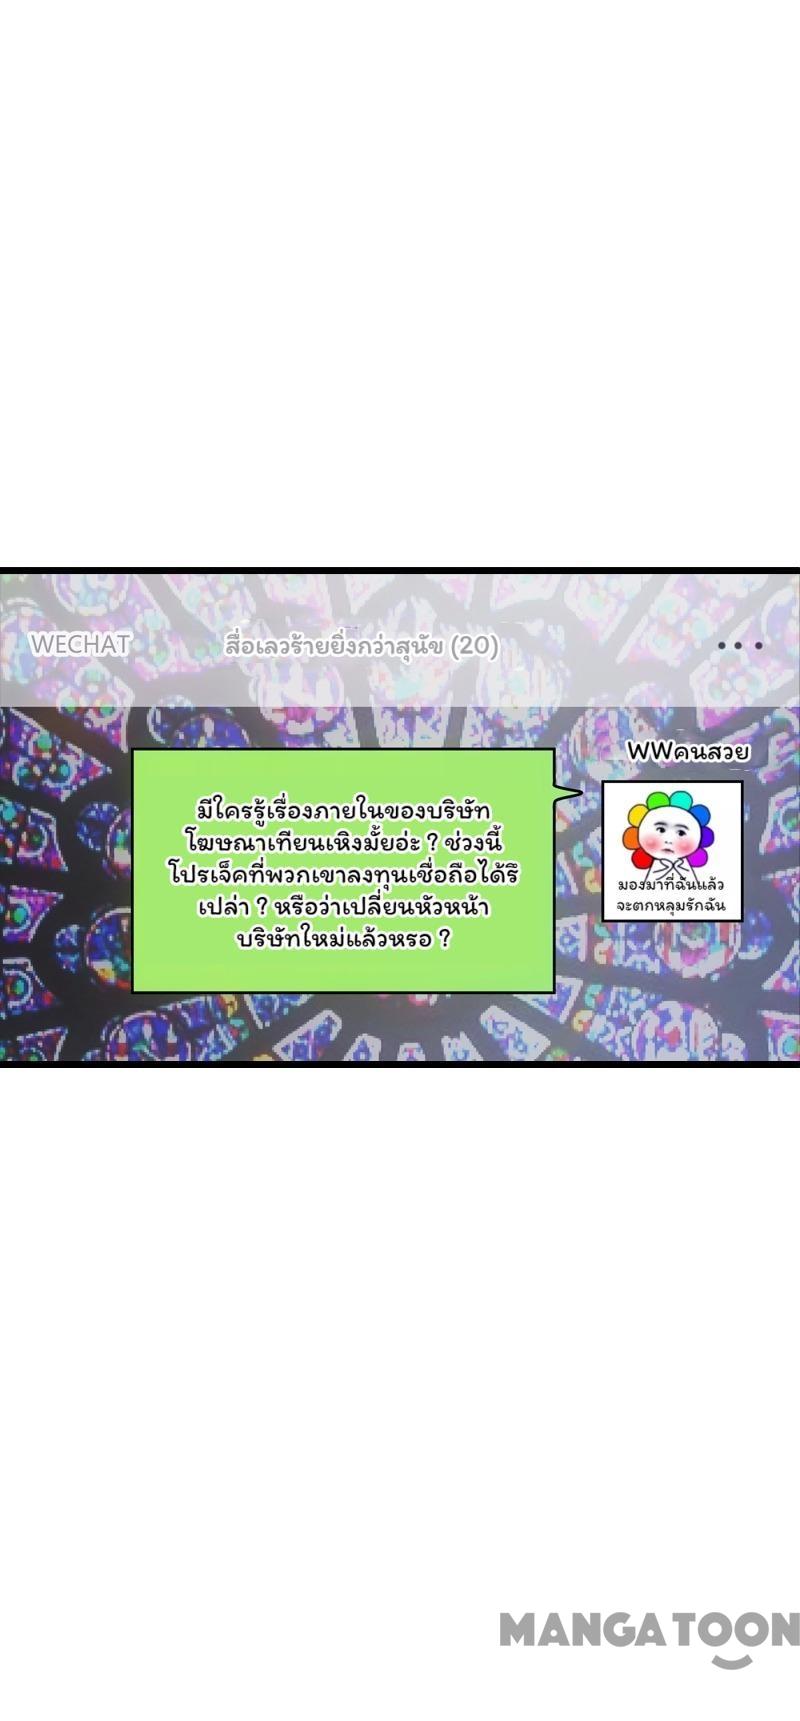 WECHAT สื่อเลวร้ายยิ่งกว่าสุนัข (20)
WWคนสวย
มีใครรู้เรื่องภายในของบริษัท
โฆษณาเทียนเหิงมั้ยอ่ะ ? ช่วงนี้
โปรเจ็คที่พวกเขาลงทุนเชื่อถือได้รึ
เปล่า ? หรือว่าเปลี่ยนหัวหน้า
บริษัทใหม่แล้วหรอ ?
มองมาที่ฉันแล้ว
จะตกหลุมรักฉัน
MANGATOON